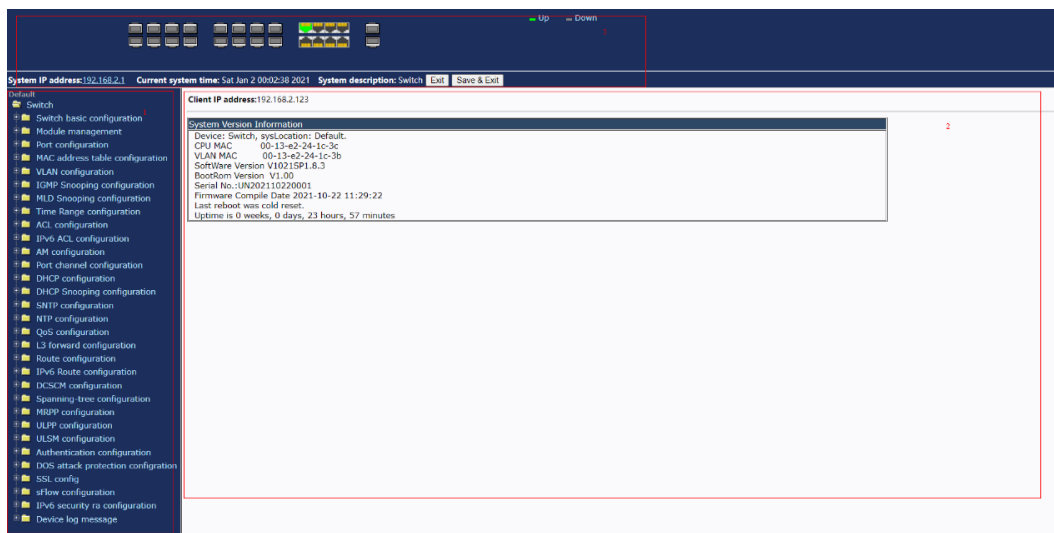 Up Down
1
System IP address:192.168.2.1 Current system time: Sat Jan 2 00:02:38 2021 System description: Switch Exit Save & Exit
Default
Switch
1
Switch basic configuration
Module management
Port configuration
MAC address table configuration
VLAN configuration
IGMP Snooping configuration
MLD Snooping configuration
Time Range configuration
ACL configuration
IPv6 ACL configuration
AM configuration
Port channel configuration
DHCP configuration
DHCP Snooping configuration
SNTP configuration
NTP configuration
QoS configuration
L3 forward configuration
Route configuration
IPv6 Route configuration
DCSCM configuration
Spanning-tree configuration
MRPP configuration
ULPP configuration
ULSM configuration
Authentication configuration
DOS attack protection configration
SSL config
sFlow configuration
IPv6 security ra configuration
Device log message
Client IP address:192.168.2.123
2
System Version Information
Device: Switch, sysLocation: Default.
CPU MAC 00-13-e2-24-1c-3c
VLAN MAC 00-13-e2-24-1c-3b
SoftWare Version V10215P1.8.3
BootRom Version V1.00
Serial No.:UN202110220001
Firmware Compile Date 2021-10-22 11:29:22
Last reboot was cold reset.
Uptime is 0 weeks, 0 days, 23 hours, 57 minutes